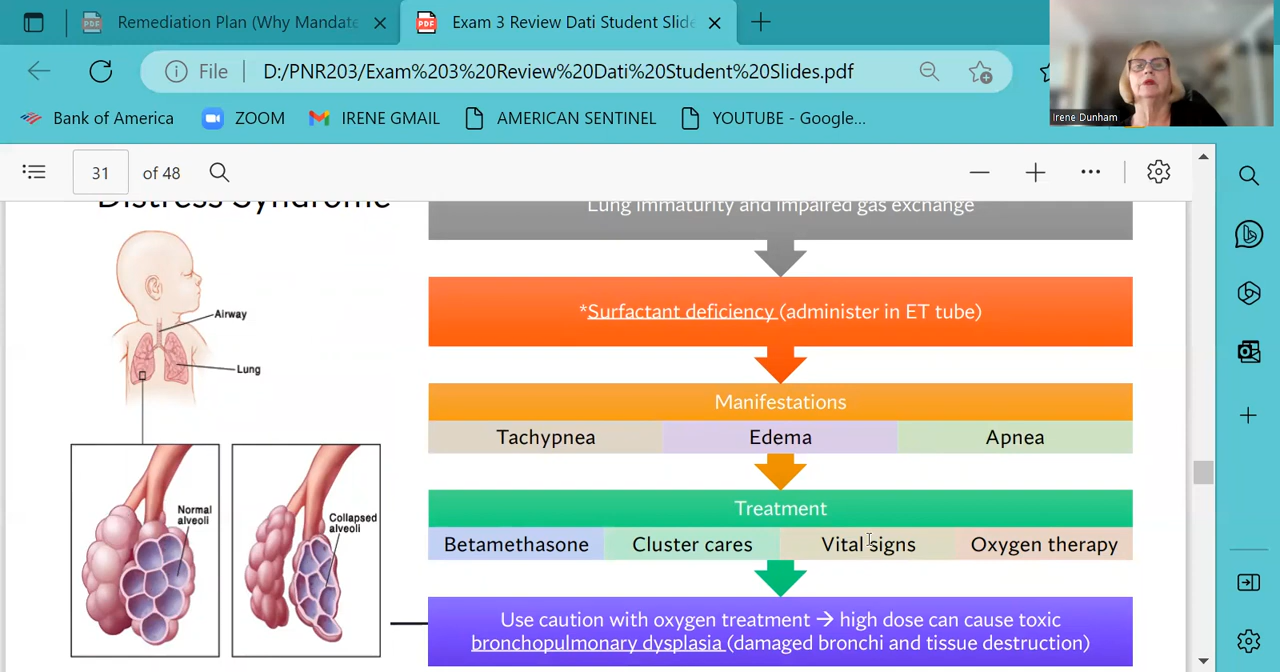 Remediation Plan (Why Mandate
Exam 3 Review Dati Student Slide
File
D:/PNR203/Exam%203%20Review%20Dati%20Student%20Slides.pdf
Bank of America
ZOOM
IRENE GMAIL
AMERICAN SENTINEL
YOUTUBE - Google...
Irene Dunham
31 of 48
Distress Syndrome
Lung immaturity and impaired gas exchange
Airway
Lung
*Surfactant deficiency (administer in ET tube)
Manifestations
Tachypnea
Edema
Apnea
Treatment
Betamethasone
Cluster cares
Vital signs
Oxygen therapy
Normal
alveoli
Collapsed
alveoli
Use caution with oxygen treatment → high dose can cause toxic
bronchopulmonary dysplasia (damaged bronchi and tissue destruction)